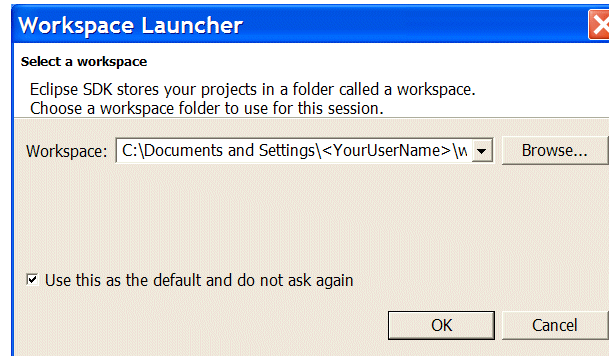 Workspace Launcher
Select a workspace
Eclipse SDK stores your projects in a folder called a workspace.
Choose a workspace folder to use for this session.
Workspace: C:\Documents and Settings\<YourUserName>\w Browse...
Use this as the default and do not ask again
OK Cancel